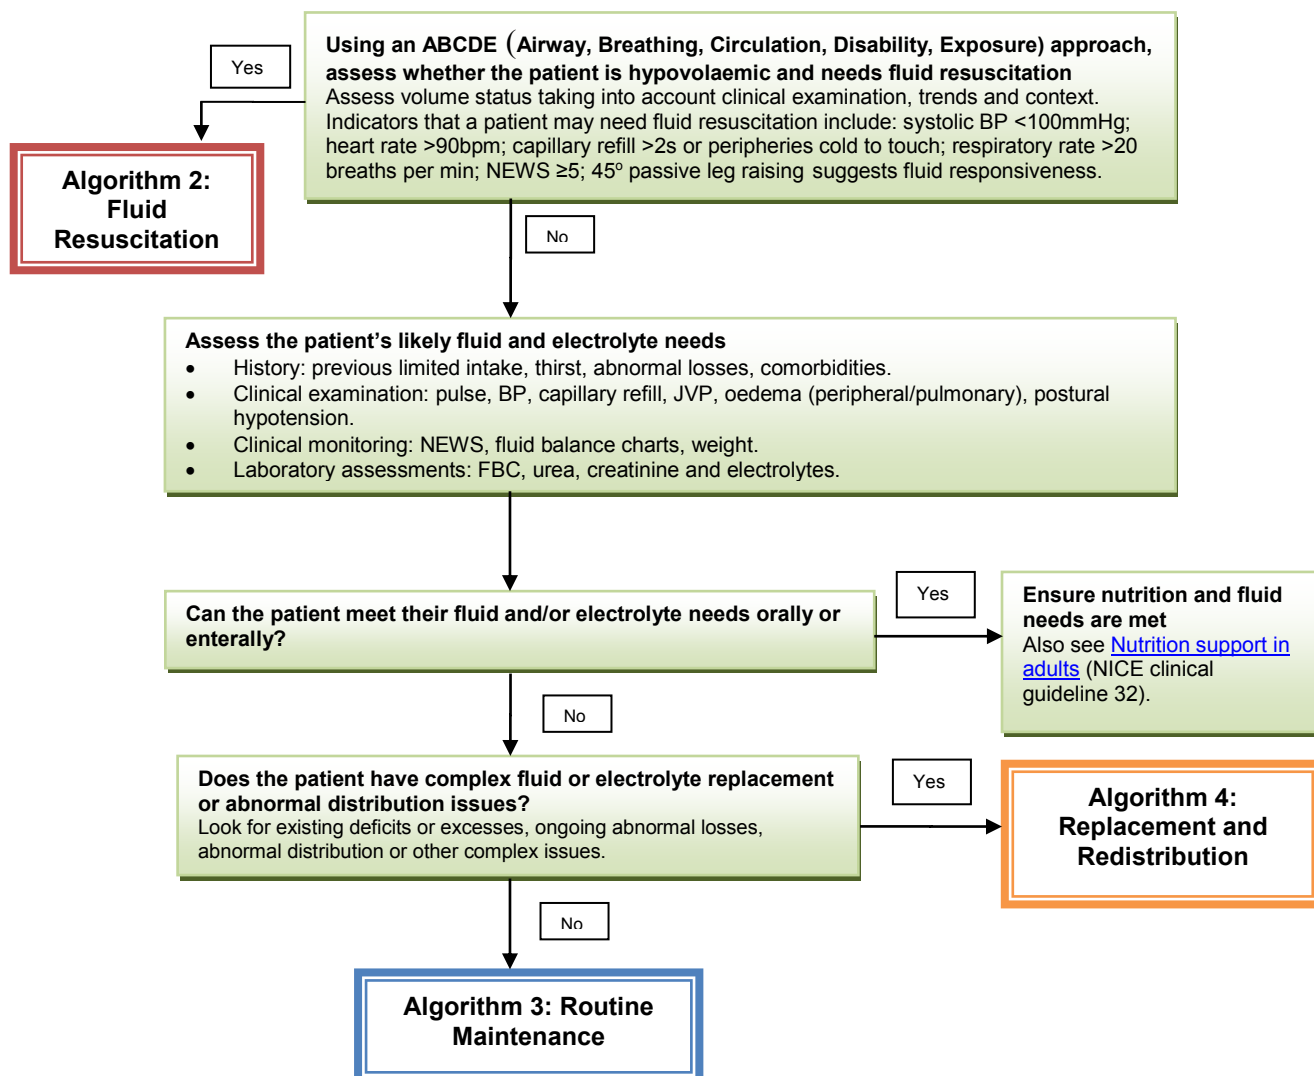 Using an ABCDE (Airway, Breathing, Circulation, Disability, Exposure) approach,
assess whether the patient is hypovolaemic and needs fluid resuscitation
Assess volume status taking into account clinical examination, trends and context.
Indicators that a patient may need fluid resuscitation include: systolic BP <100mmHg;
heart rate >90bpm; capillary refill >2s or peripheries cold to touch; respiratory rate >20
breaths per min; NEWS ≥5; 45º passive leg raising suggests fluid responsiveness.
Yes
Algorithm 2:
Fluid
Resuscitation
No
Assess the patient’s likely fluid and electrolyte needs
• History: previous limited intake, thirst, abnormal losses, comorbidities.
• Clinical examination: pulse, BP, capillary refill, JVP, oedema (peripheral/pulmonary), postural
hypotension.
• Clinical monitoring: NEWS, fluid balance charts, weight.
• Laboratory assessments: FBC, urea, creatinine and electrolytes.
Can the patient meet their fluid and/or electrolyte needs orally or
enterally?
Yes
Ensure nutrition and fluid
needs are met
Also see Nutrition support in
adults (NICE clinical
guideline 32).
No
Does the patient have complex fluid or electrolyte replacement
or abnormal distribution issues?
Look for existing deficits or excesses, ongoing abnormal losses,
abnormal distribution or other complex issues.
Yes
Algorithm 4:
Replacement and
Redistribution
No
Algorithm 3: Routine
Maintenance